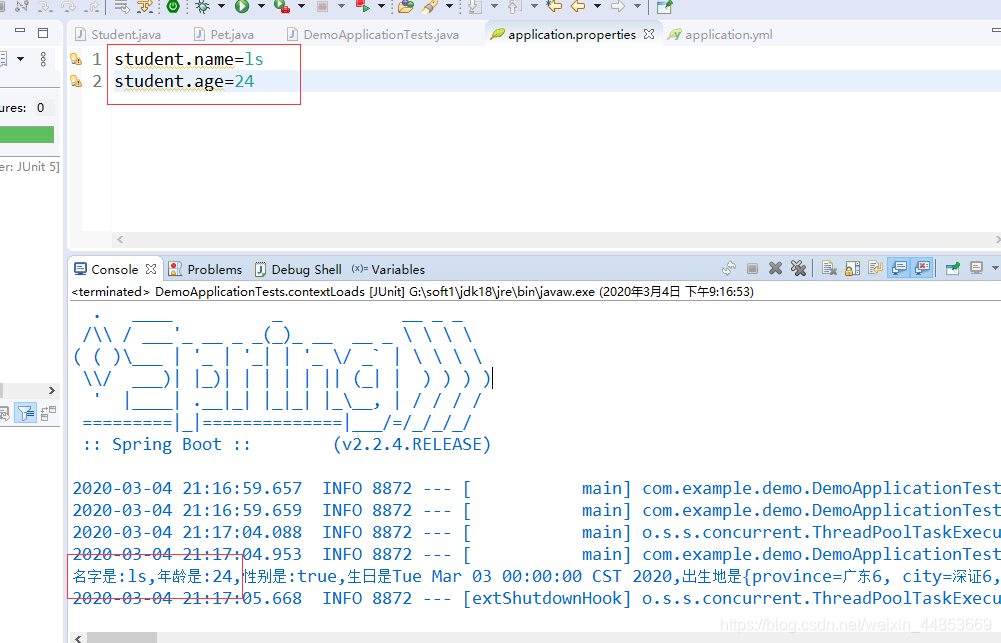 Student.java Pet.java DemoApplicationTests.java application.properties application.yml
1 student.name=ls
2 student.age=24
ures: 0
er: JUnit 5]
Console Problems Debug Shell (x)= Variables
<terminated> DemoApplicationTests.contextLoads [JUnit] G:\soft1\jdk18\jre\bin\javaw.exe (2020年3月4日 下午9:16:53)
  .   ____          _            __ _ _
 /\\ / ___'_ __ _ _(_)_ __  __ _ \ \ \ \
( ( )\___ | '_ | '_| | '_ \/ _` | \ \ \ \
 \\/  ___)| |_)| | | | | || (_| |  ) ) ) )
  '  |____| .__|_| |_|_| |_\__, | / / / /
 =========|_|==============|___/=/_/_/_/
 :: Spring Boot ::        (v2.2.4.RELEASE)
2020-03-04 21:16:59.657  INFO 8872 --- [           main] com.example.demo.DemoApplicationTest
2020-03-04 21:16:59.659  INFO 8872 --- [           main] com.example.demo.DemoApplicationTest
2020-03-04 21:17:04.088  INFO 8872 --- [           main] o.s.s.concurrent.ThreadPoolTaskExecu
2020-03-04 21:17:04.953  INFO 8872 --- [           main] com.example.demo.DemoApplicationTest
名字是:ls,年龄是:24,性别是:true,生日是Tue Mar 03 00:00:00 CST 2020,出生地是{province=广东6, city=深证6,
2020-03-04 21:17:05.668  INFO 8872 --- [extShutdownHook] o.s.s.concurrent.ThreadPoolTaskExecu
https://blog.csdn.net/weixin_44853669